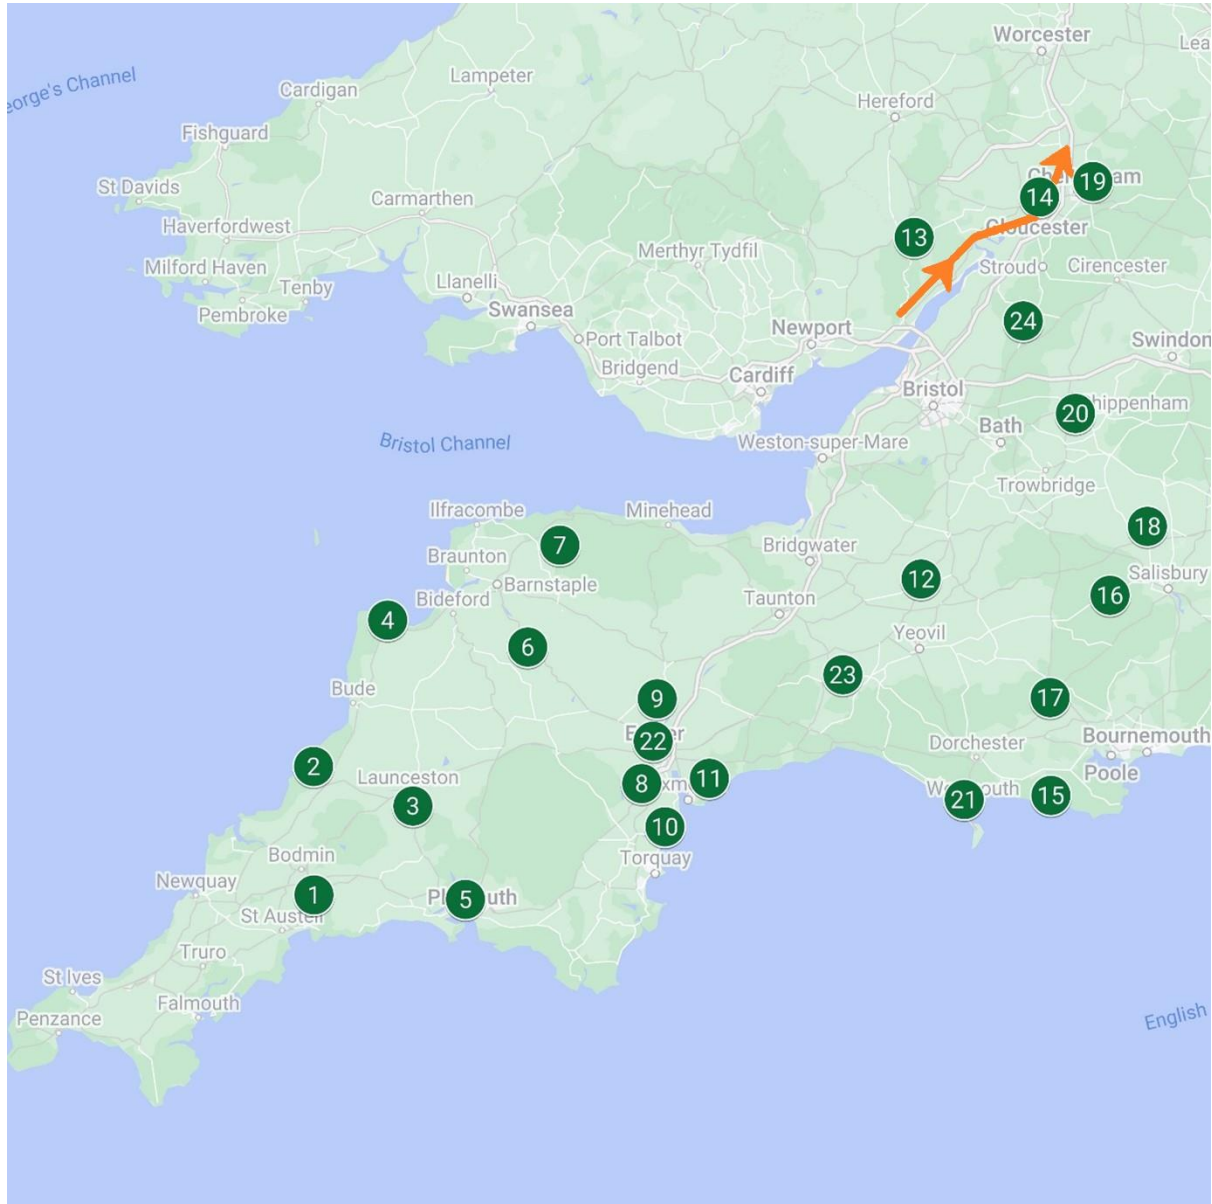 Worcester
Lea
eorge's Channel
Lampeter
Cardigan
Hereford
Fishguard
St Davids
Carmarthen
14
19
Haverfordwest
13
Gloucester
Merthyr Tydfil
Milford Haven
Stroud
Cirencester
Tenby
Llanelli
Pembroke
Swansea
Newport
24
Port Talbot
Swindon
Bridgend
Cardiff
Bristol
20
hippenham
Bath
Bristol Channel
Weston-super-Mare
Trowbridge
Ilfracombe
Minehead
18
7
Bridgwater
Braunton
Barnstaple
12
Salisbury
Bideford
Taunton
16
4
Yeovil
6
23
Bude
9
17
22
Dorchester
Bournemouth
2
Launceston
8
11
Poole
3
21
15
10
Bodmin
Torquay
Newquay
1
5
St Austell
Truro
St Ives
Falmouth
Penzance
English